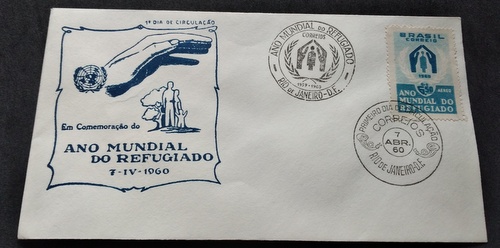 1º DIA DE CIRCULAÇÃO
Em Comemoração do
ANO MUNDIAL
DO REFUGIADO
7-IV-1960
ANO MUNDIAL DO REFUGIADO
CORREIOS
1959-1960
RIO DE JANEIRO-D.F.
BRASIL
CORREIO
1960
AÉREO
ANO
MUNDIAL DO
REFUGIADO
PRIMEIRO DIA DE CIRCULAÇÃO
CORREIOS
7
ABR.
60
RIO DE JANEIRO-D.F.